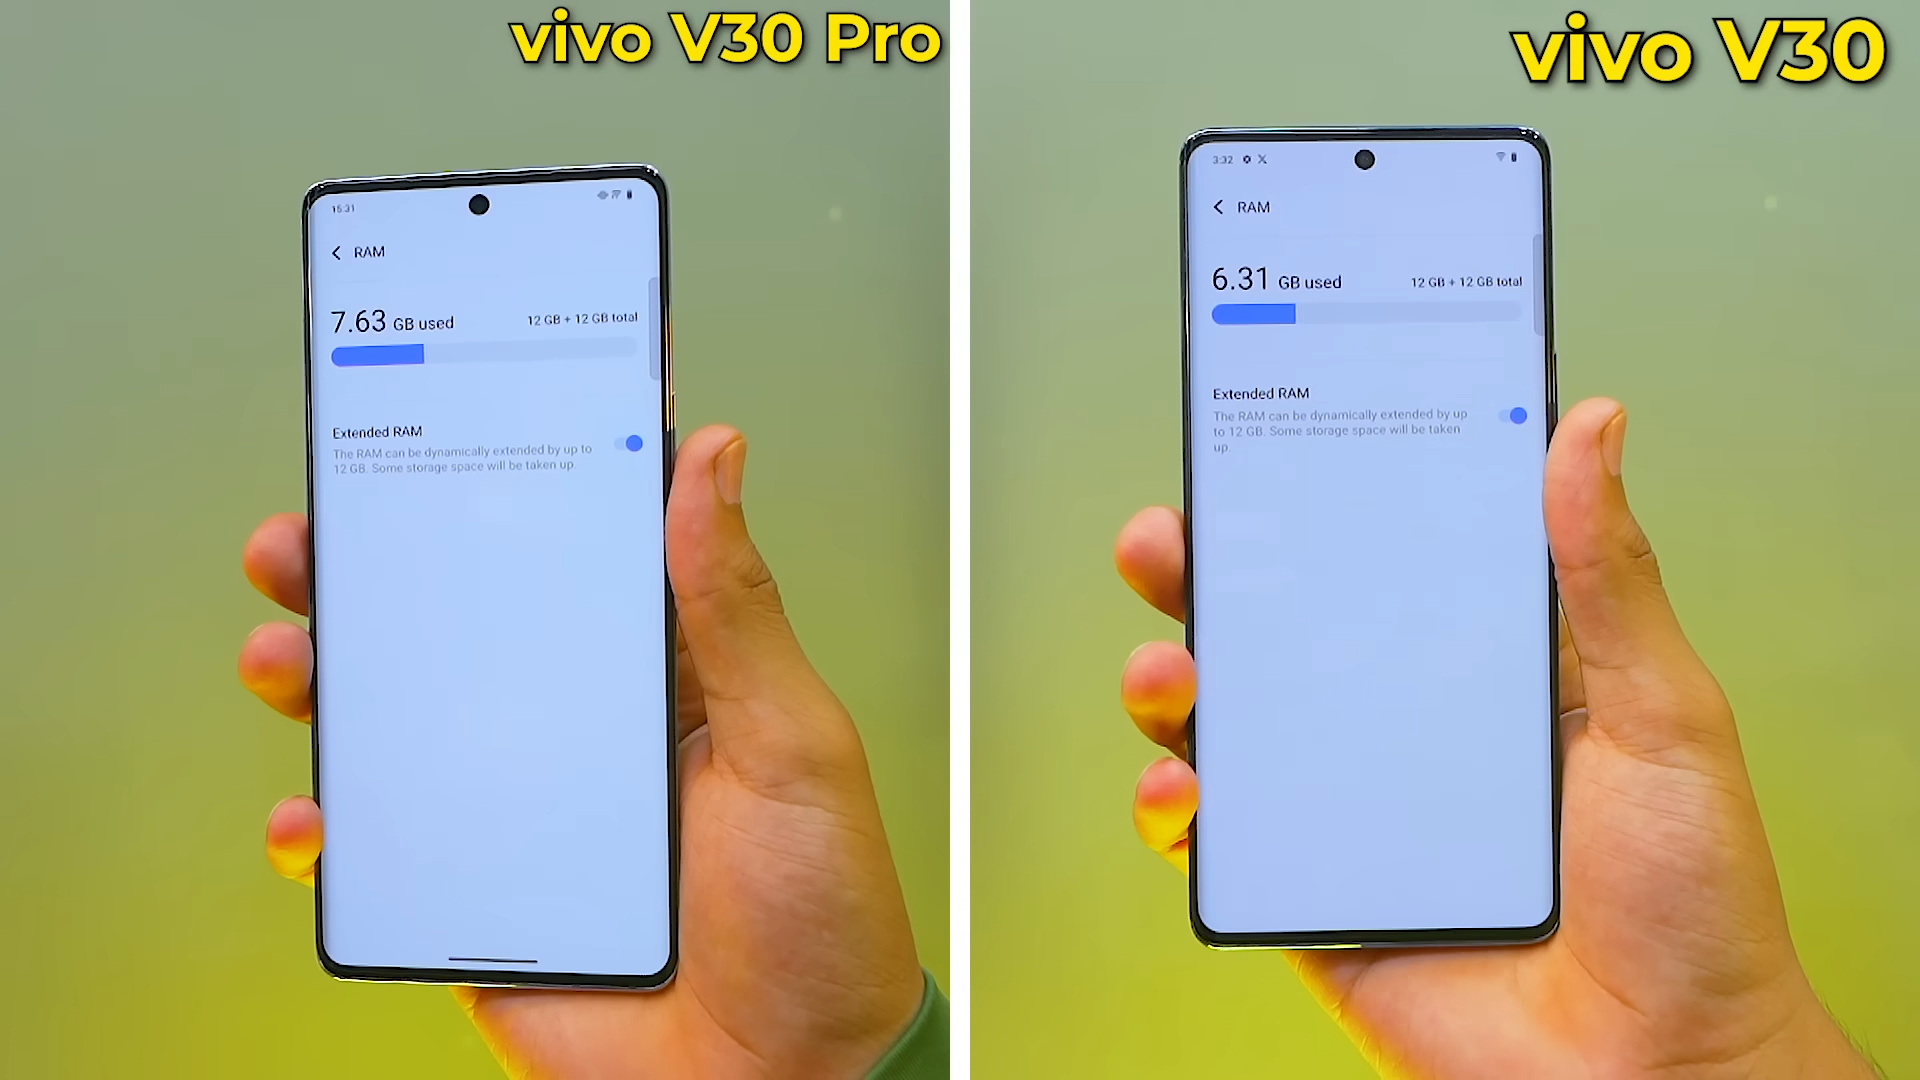 vivo V30 Pro
15:31
RAM
7.63 GB used 12 GB + 12 GB total
Extended RAM
The RAM can be dynamically extended by up to
12 GB. Some storage space will be taken up.
vivo V30
3:32
RAM
6.31 GB used 12 GB + 12 GB total
Extended RAM
The RAM can be dynamically extended by up
to 12 GB. Some storage space will be taken
up.